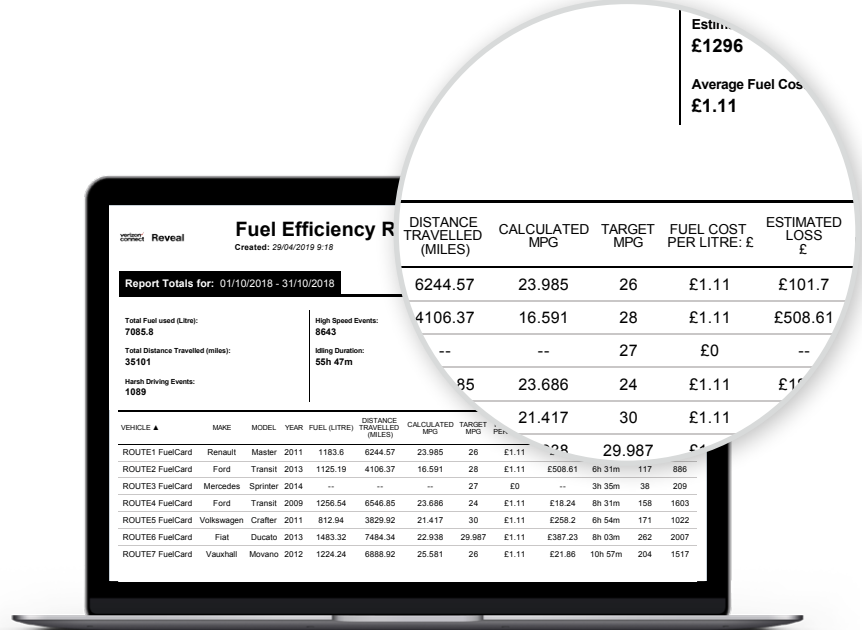 Estim
£1296
Average Fuel Cos
£1.11
DISTANCE TRAVELLED (MILES) CALCULATED MPG TARGET MPG FUEL COST PER LITRE: £ ESTIMATED LOSS £
6244.57 23.985 26 £1.11 £101.7
4106.37 16.591 28 £1.11 £508.61
-- -- 27 £0 --
85 23.686 24 £1.11
21.417 30 £1.11
29.987
verizon connect Reveal
Fuel Efficiency R
Created: 29/04/2019 9:18
Report Totals for: 01/10/2018 - 31/10/2018
Total Fuel used (Litre):
7085.8
Total Distance Travelled (miles):
35101
Harsh Driving Events:
1089
High Speed Events:
8643
Idling Duration:
55h 47m
VEHICLE ▲ MAKE MODEL YEAR FUEL (LITRE) DISTANCE TRAVELLED (MILES) CALCULATED MPG TARGET MPG
ROUTE1 FuelCard Renault Master 2011 1183.6 6244.57 23.985 26 £1.11
ROUTE2 FuelCard Ford Transit 2013 1125.19 4106.37 16.591 28 £1.11 £508.61 6h 31m 117 886
ROUTE3 FuelCard Mercedes Sprinter 2014 -- -- -- 27 £0 -- 3h 35m 38 209
ROUTE4 FuelCard Ford Transit 2009 1256.54 6546.85 23.686 24 £1.11 £18.24 8h 31m 158 1603
ROUTE5 FuelCard Volkswagen Crafter 2011 812.94 3829.92 21.417 30 £1.11 £258.2 6h 54m 171 1022
ROUTE6 FuelCard Fiat Ducato 2013 1483.32 7484.34 22.938 29.987 £1.11 £387.23 8h 03m 262 2007
ROUTE7 FuelCard Vauxhall Movano 2012 1224.24 6888.92 25.581 26 £1.11 £21.86 10h 57m 204 1517